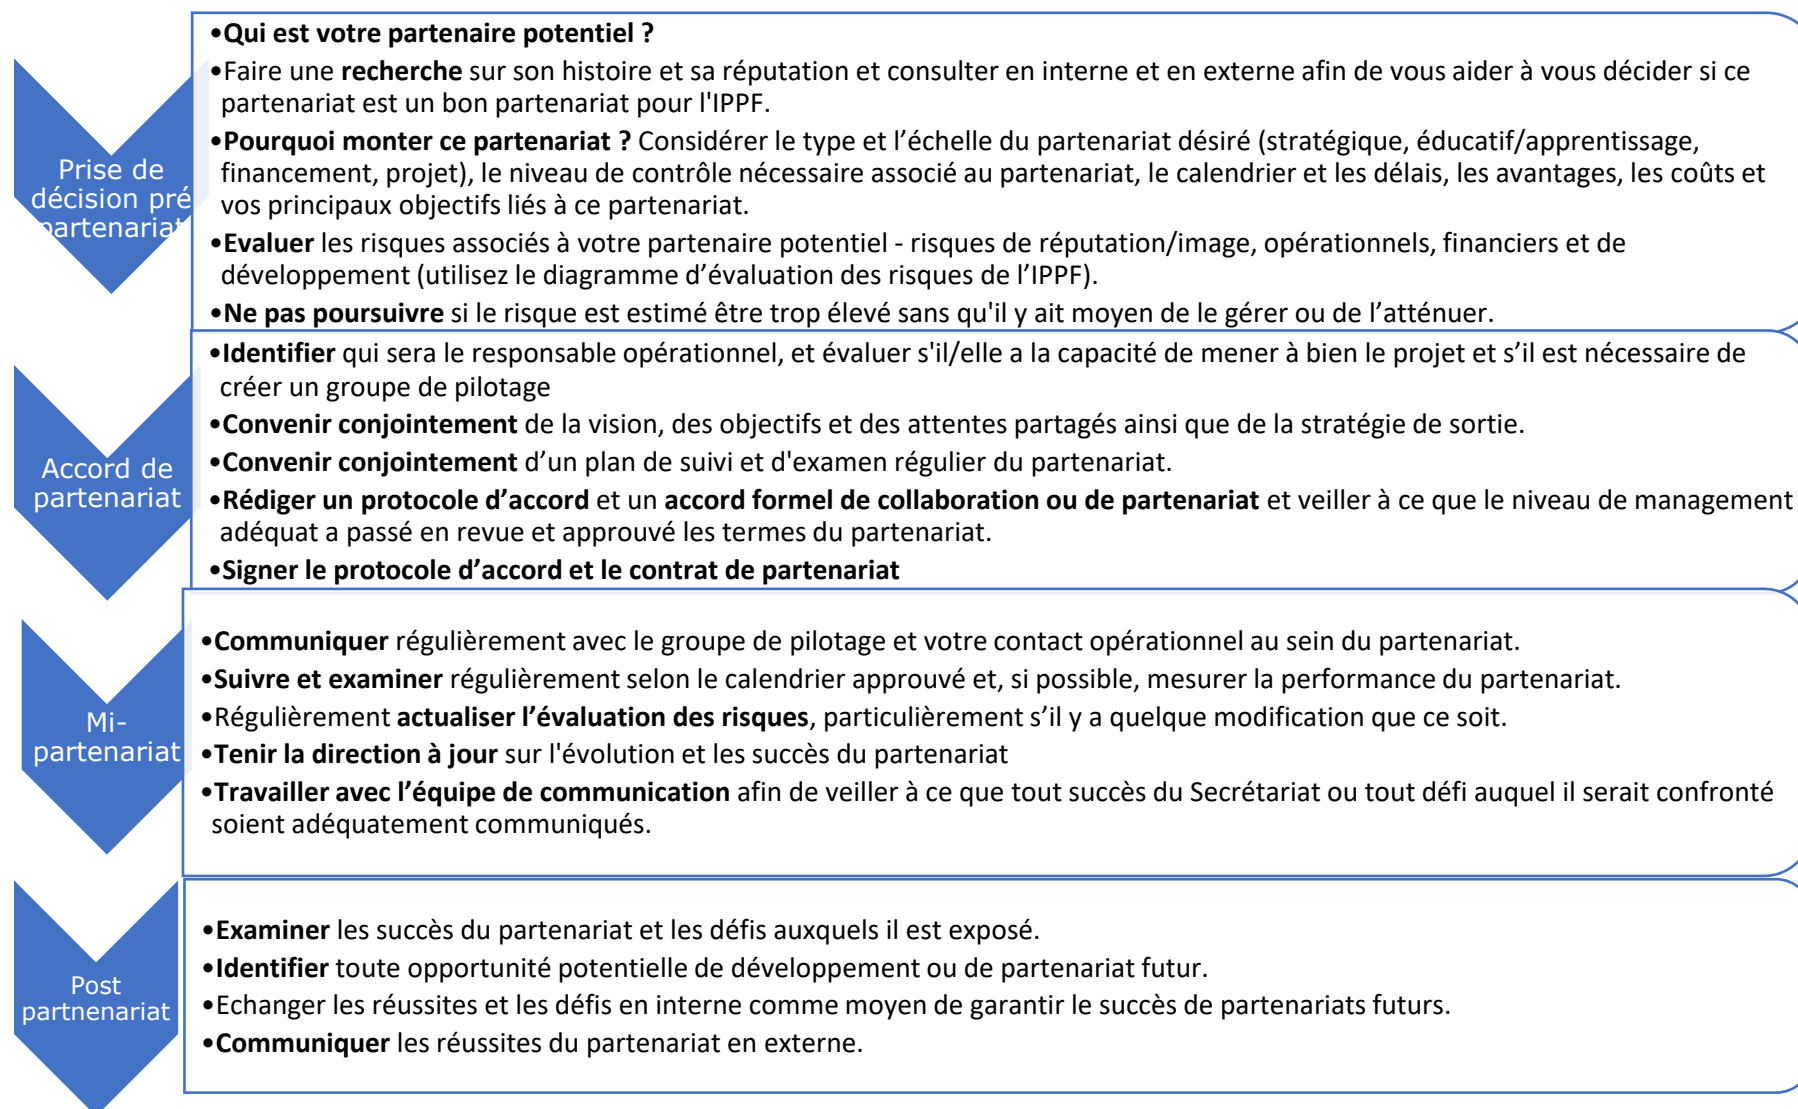 Prise de
décision pré
partenariat
•Qui est votre partenaire potentiel ?
•Faire une recherche sur son histoire et sa réputation et consulter en interne et en externe afin de vous aider à vous décider si ce
partenariat est un bon partenariat pour l'IPPF.
•Pourquoi monter ce partenariat ? Considérer le type et l’échelle du partenariat désiré (stratégique, éducatif/apprentissage,
financement, projet), le niveau de contrôle nécessaire associé au partenariat, le calendrier et les délais, les avantages, les coûts et
vos principaux objectifs liés à ce partenariat.
•Evaluer les risques associés à votre partenaire potentiel - risques de réputation/image, opérationnels, financiers et de
développement (utilisez le diagramme d’évaluation des risques de l’IPPF).
•Ne pas poursuivre si le risque est estimé être trop élevé sans qu'il y ait moyen de le gérer ou de l’atténuer.
Accord de
partenariat
•Identifier qui sera le responsable opérationnel, et évaluer s'il/elle a la capacité de mener à bien le projet et s’il est nécessaire de
créer un groupe de pilotage
•Convenir conjointement de la vision, des objectifs et des attentes partagés ainsi que de la stratégie de sortie.
•Convenir conjointement d’un plan de suivi et d'examen régulier du partenariat.
•Rédiger un protocole d’accord et un accord formel de collaboration ou de partenariat et veiller à ce que le niveau de management
adéquat a passé en revue et approuvé les termes du partenariat.
•Signer le protocole d’accord et le contrat de partenariat
Mi-
partenariat
•Communiquer régulièrement avec le groupe de pilotage et votre contact opérationnel au sein du partenariat.
•Suivre et examiner régulièrement selon le calendrier approuvé et, si possible, mesurer la performance du partenariat.
•Régulièrement actualiser l’évaluation des risques, particulièrement s’il y a quelque modification que ce soit.
•Tenir la direction à jour sur l'évolution et les succès du partenariat
•Travailler avec l’équipe de communication afin de veiller à ce que tout succès du Secrétariat ou tout défi auquel il serait confronté
soient adéquatement communiqués.
Post
partnenariat
•Examiner les succès du partenariat et les défis auxquels il est exposé.
•Identifier toute opportunité potentielle de développement ou de partenariat futur.
•Echanger les réussites et les défis en interne comme moyen de garantir le succès de partenariats futurs.
•Communiquer les réussites du partenariat en externe.